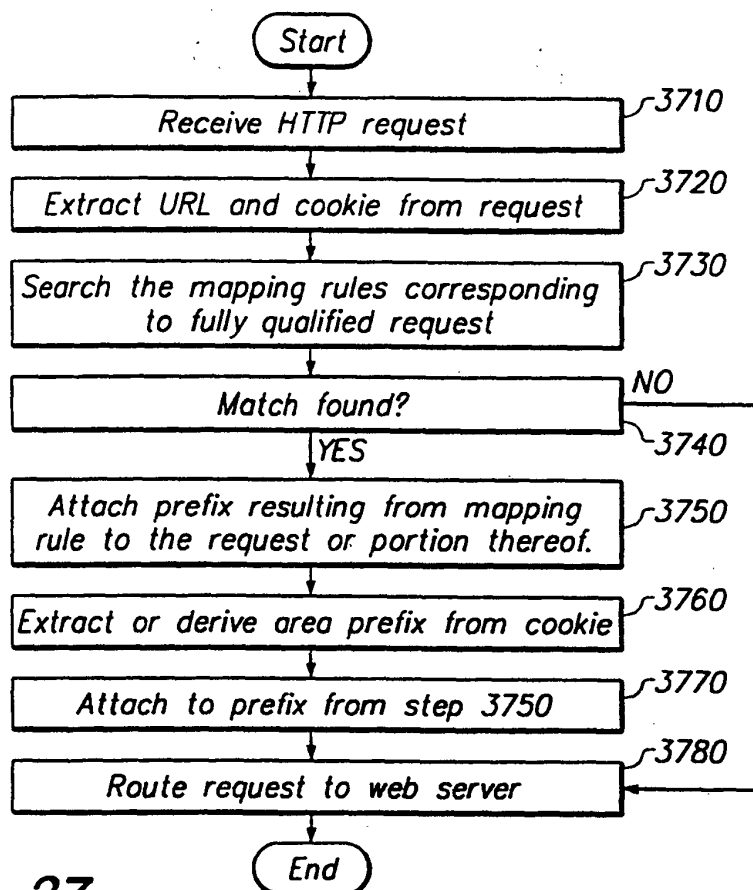 Start
Receive HTTP request
3710
Extract URL and cookie from request
3720
Search the mapping rules corresponding
to fully qualified request
3730
Match found?
NO
3740
YES
Attach prefix resulting from mapping
rule to the request or portion thereof.
3750
Extract or derive area prefix from cookie
3760
Attach to prefix from step 3750
3770
Route request to web server
3780
End